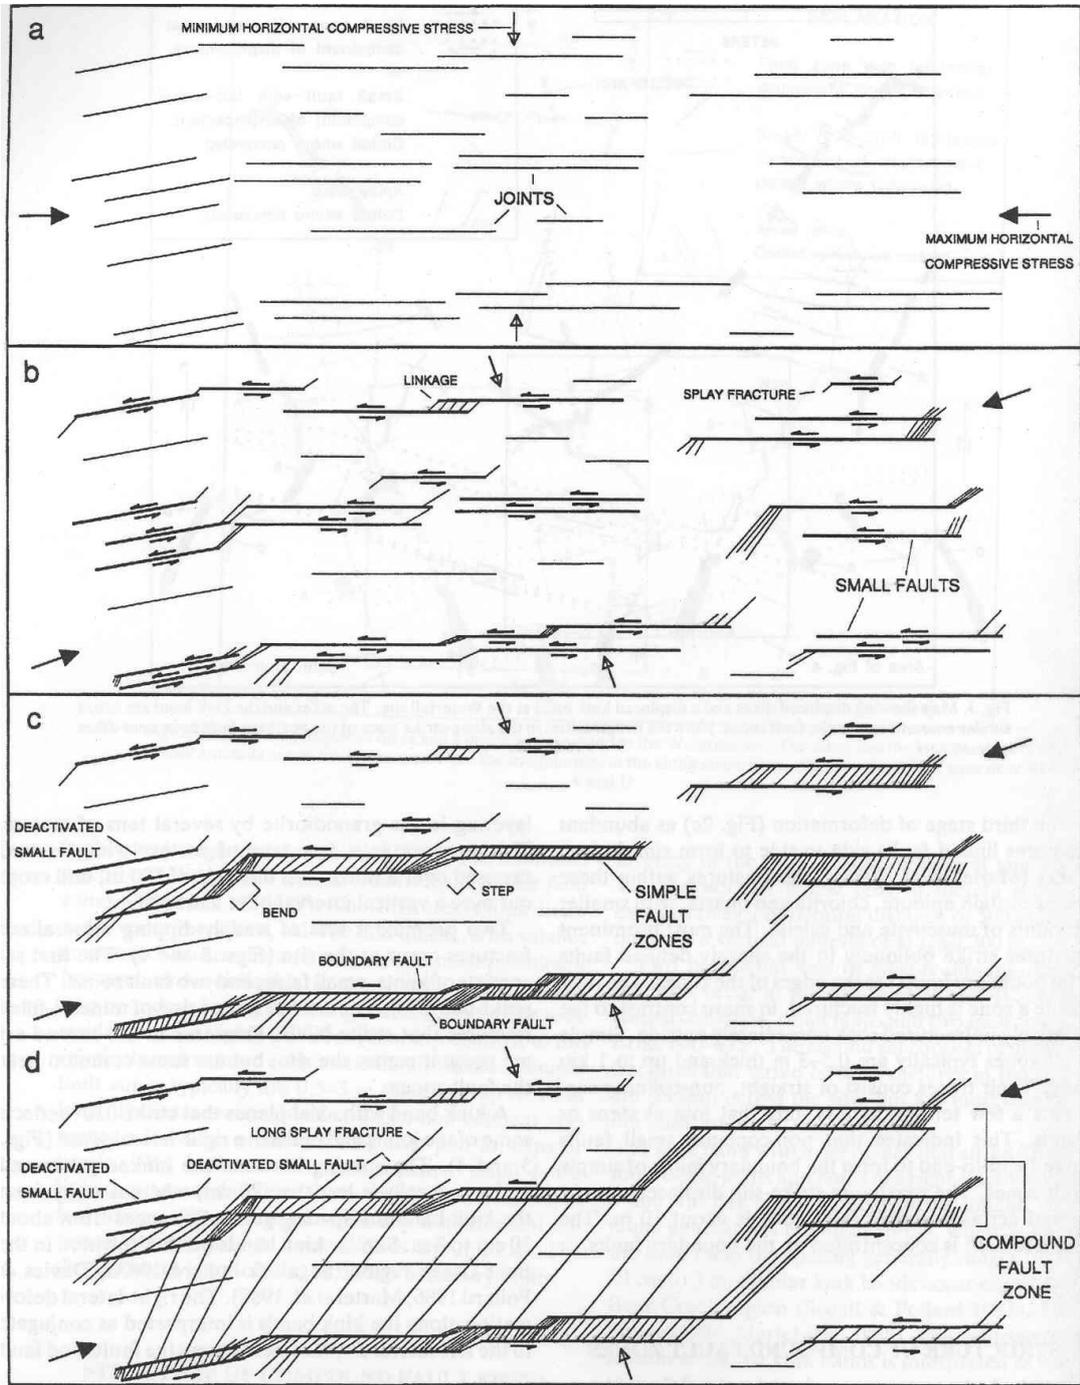 a
MINIMUM HORIZONTAL COMPRESSIVE STRESS
JOINTS
MAXIMUM HORIZONTAL
COMPRESSIVE STRESS
b
LINKAGE
SPLAY FRACTURE
SMALL FAULTS
c
DEACTIVATED
SMALL FAULT
BEND
STEP
SIMPLE
FAULT
ZONES
BOUNDARY FAULT
BOUNDARY FAULT
d
LONG SPLAY FRACTURE
DEACTIVATED SMALL FAULT
DEACTIVATED
SMALL FAULT
COMPOUND
FAULT
ZONE